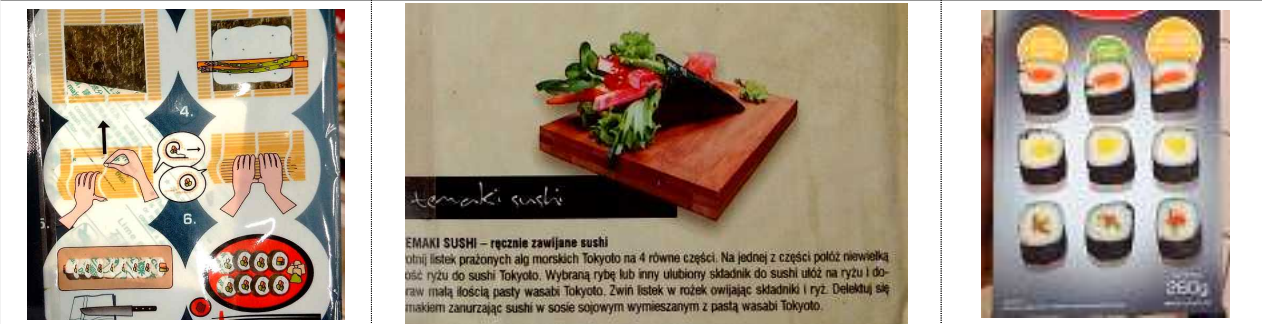 4.
5.
6.
Lime
temaki sushi
EMAKI SUSHI – ręcznie zawijane sushi
otnij listek prażonych alg morskich Tokyoto na 4 równe części. Na jednej z części połóż niewielką
ość ryżu do sushi Tokyoto. Wybraną rybę lub inny ulubiony składnik do sushi ułóż na ryżu i do-
raw małą ilością pasty wasabi Tokyoto. Zwiń listek w rożek owijając składniki i ryż. Delektuj się
makiem zanurzając sushi w sosie sojowym wymieszanym z pastą wasabi Tokyoto.
280g